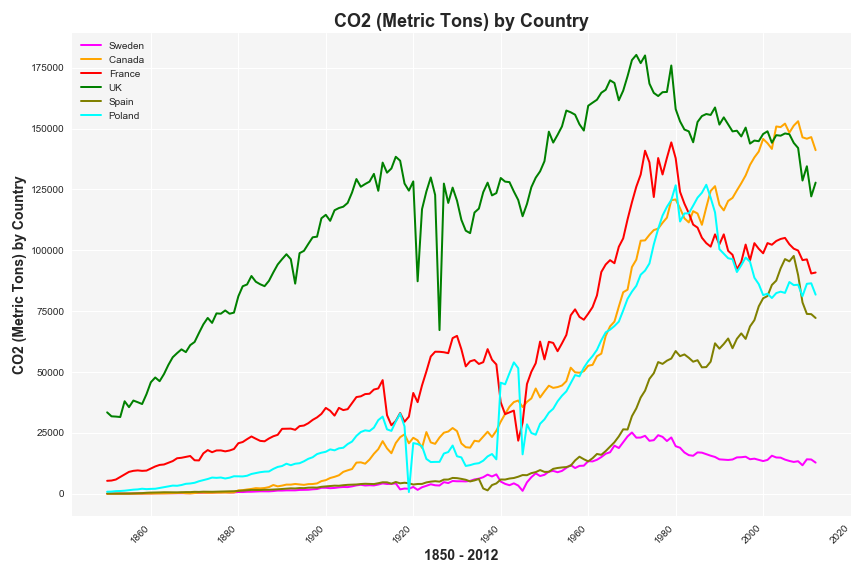 CO2 (Metric Tons) by Country
Sweden
Canada
France
UK
Spain
Poland
CO2 (Metric Tons) by Country
175000
150000
125000
100000
75000
50000
25000
0
1860
1880
1900
1920
1940
1960
1980
2000
2020
1850 - 2012